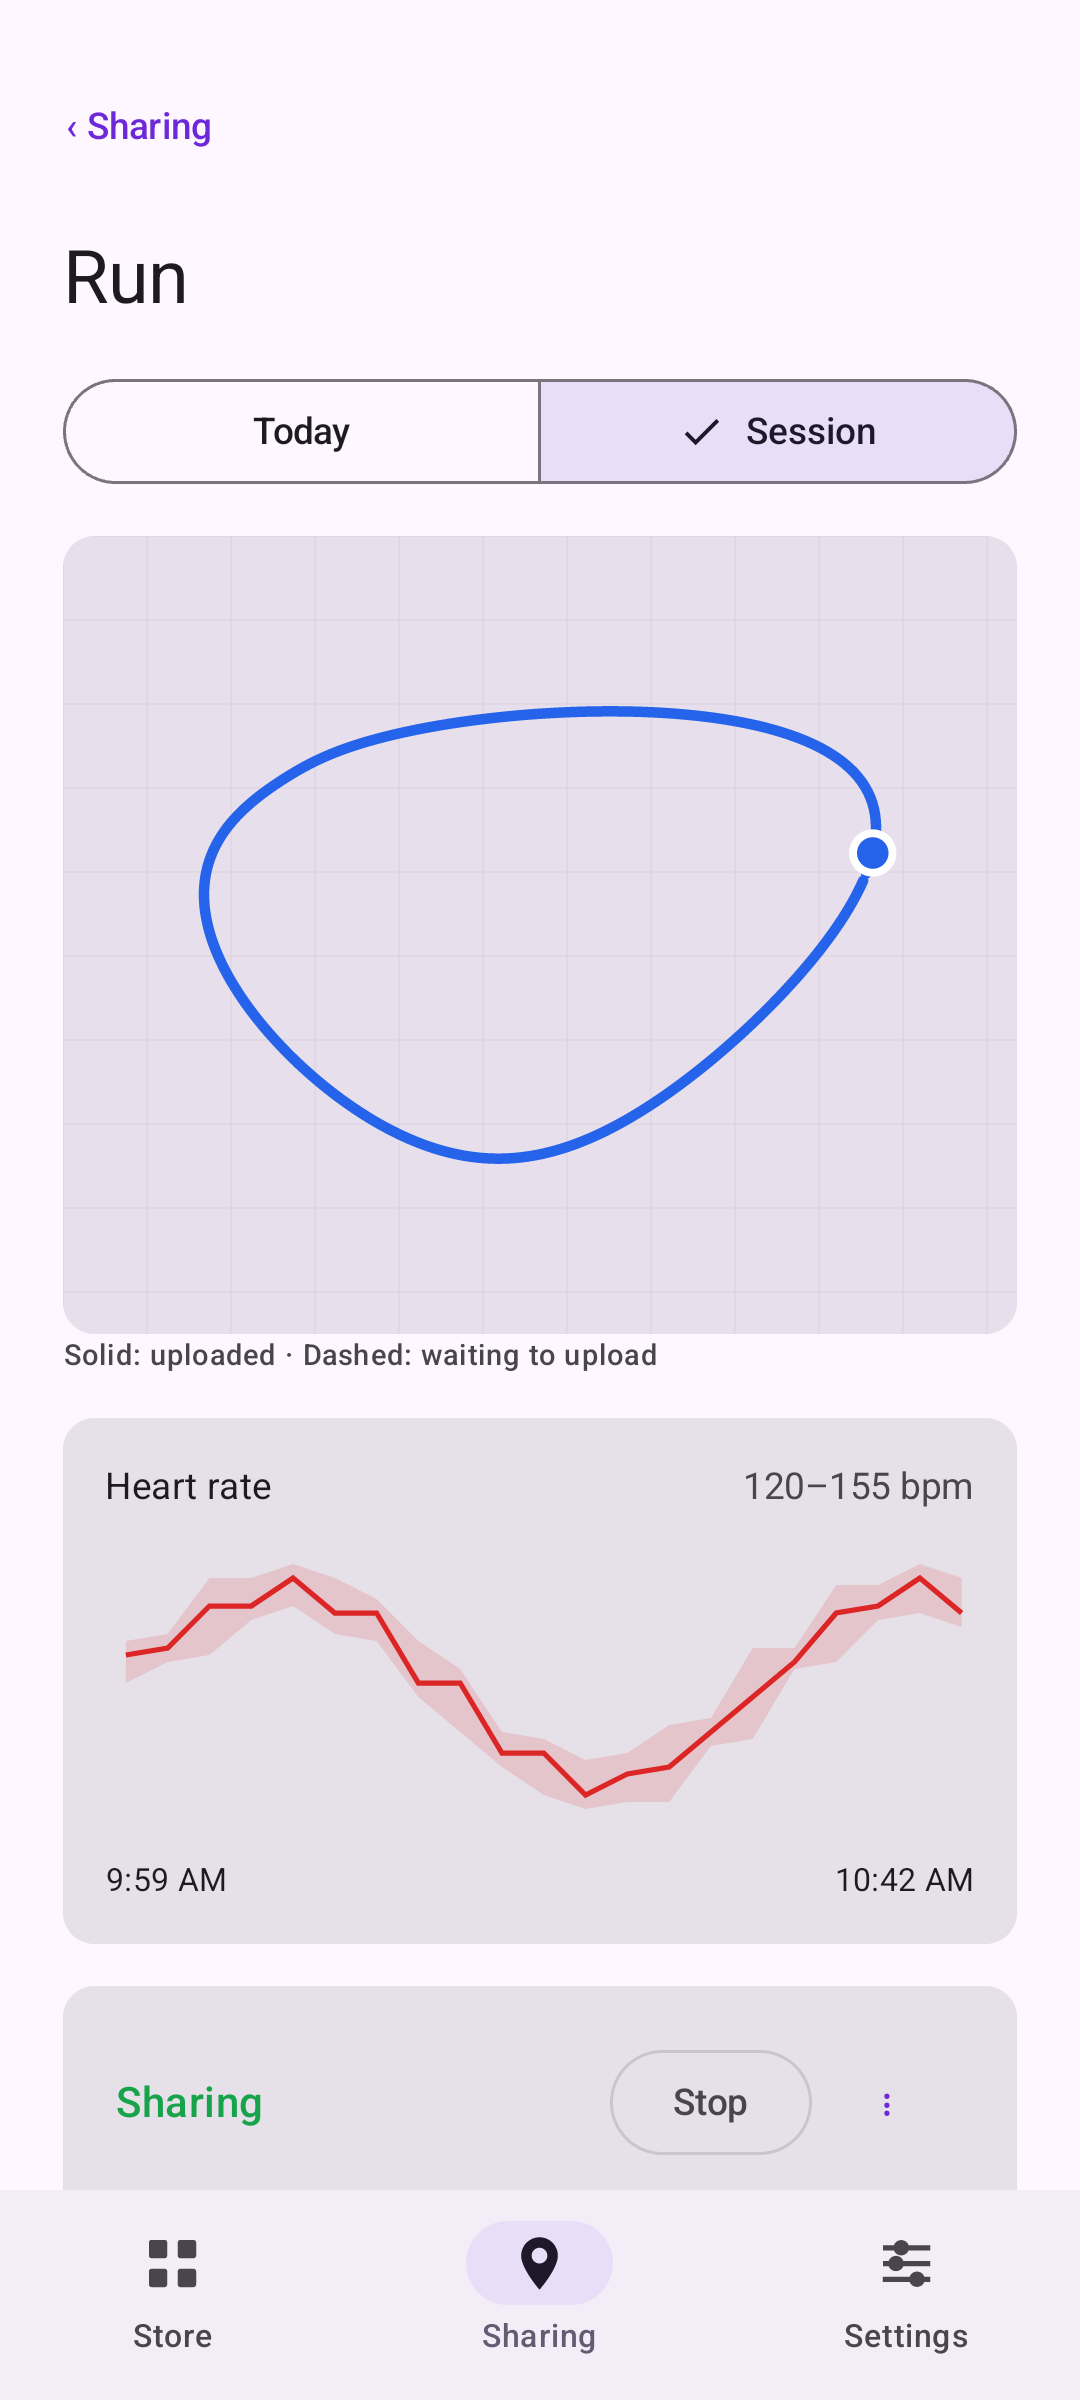 ‹ Sharing
Run
Today
Session
Solid: uploaded · Dashed: waiting to upload
Heart rate
120–155 bpm
9:59 AM
10:42 AM
Sharing
Stop
Store
Sharing
Settings